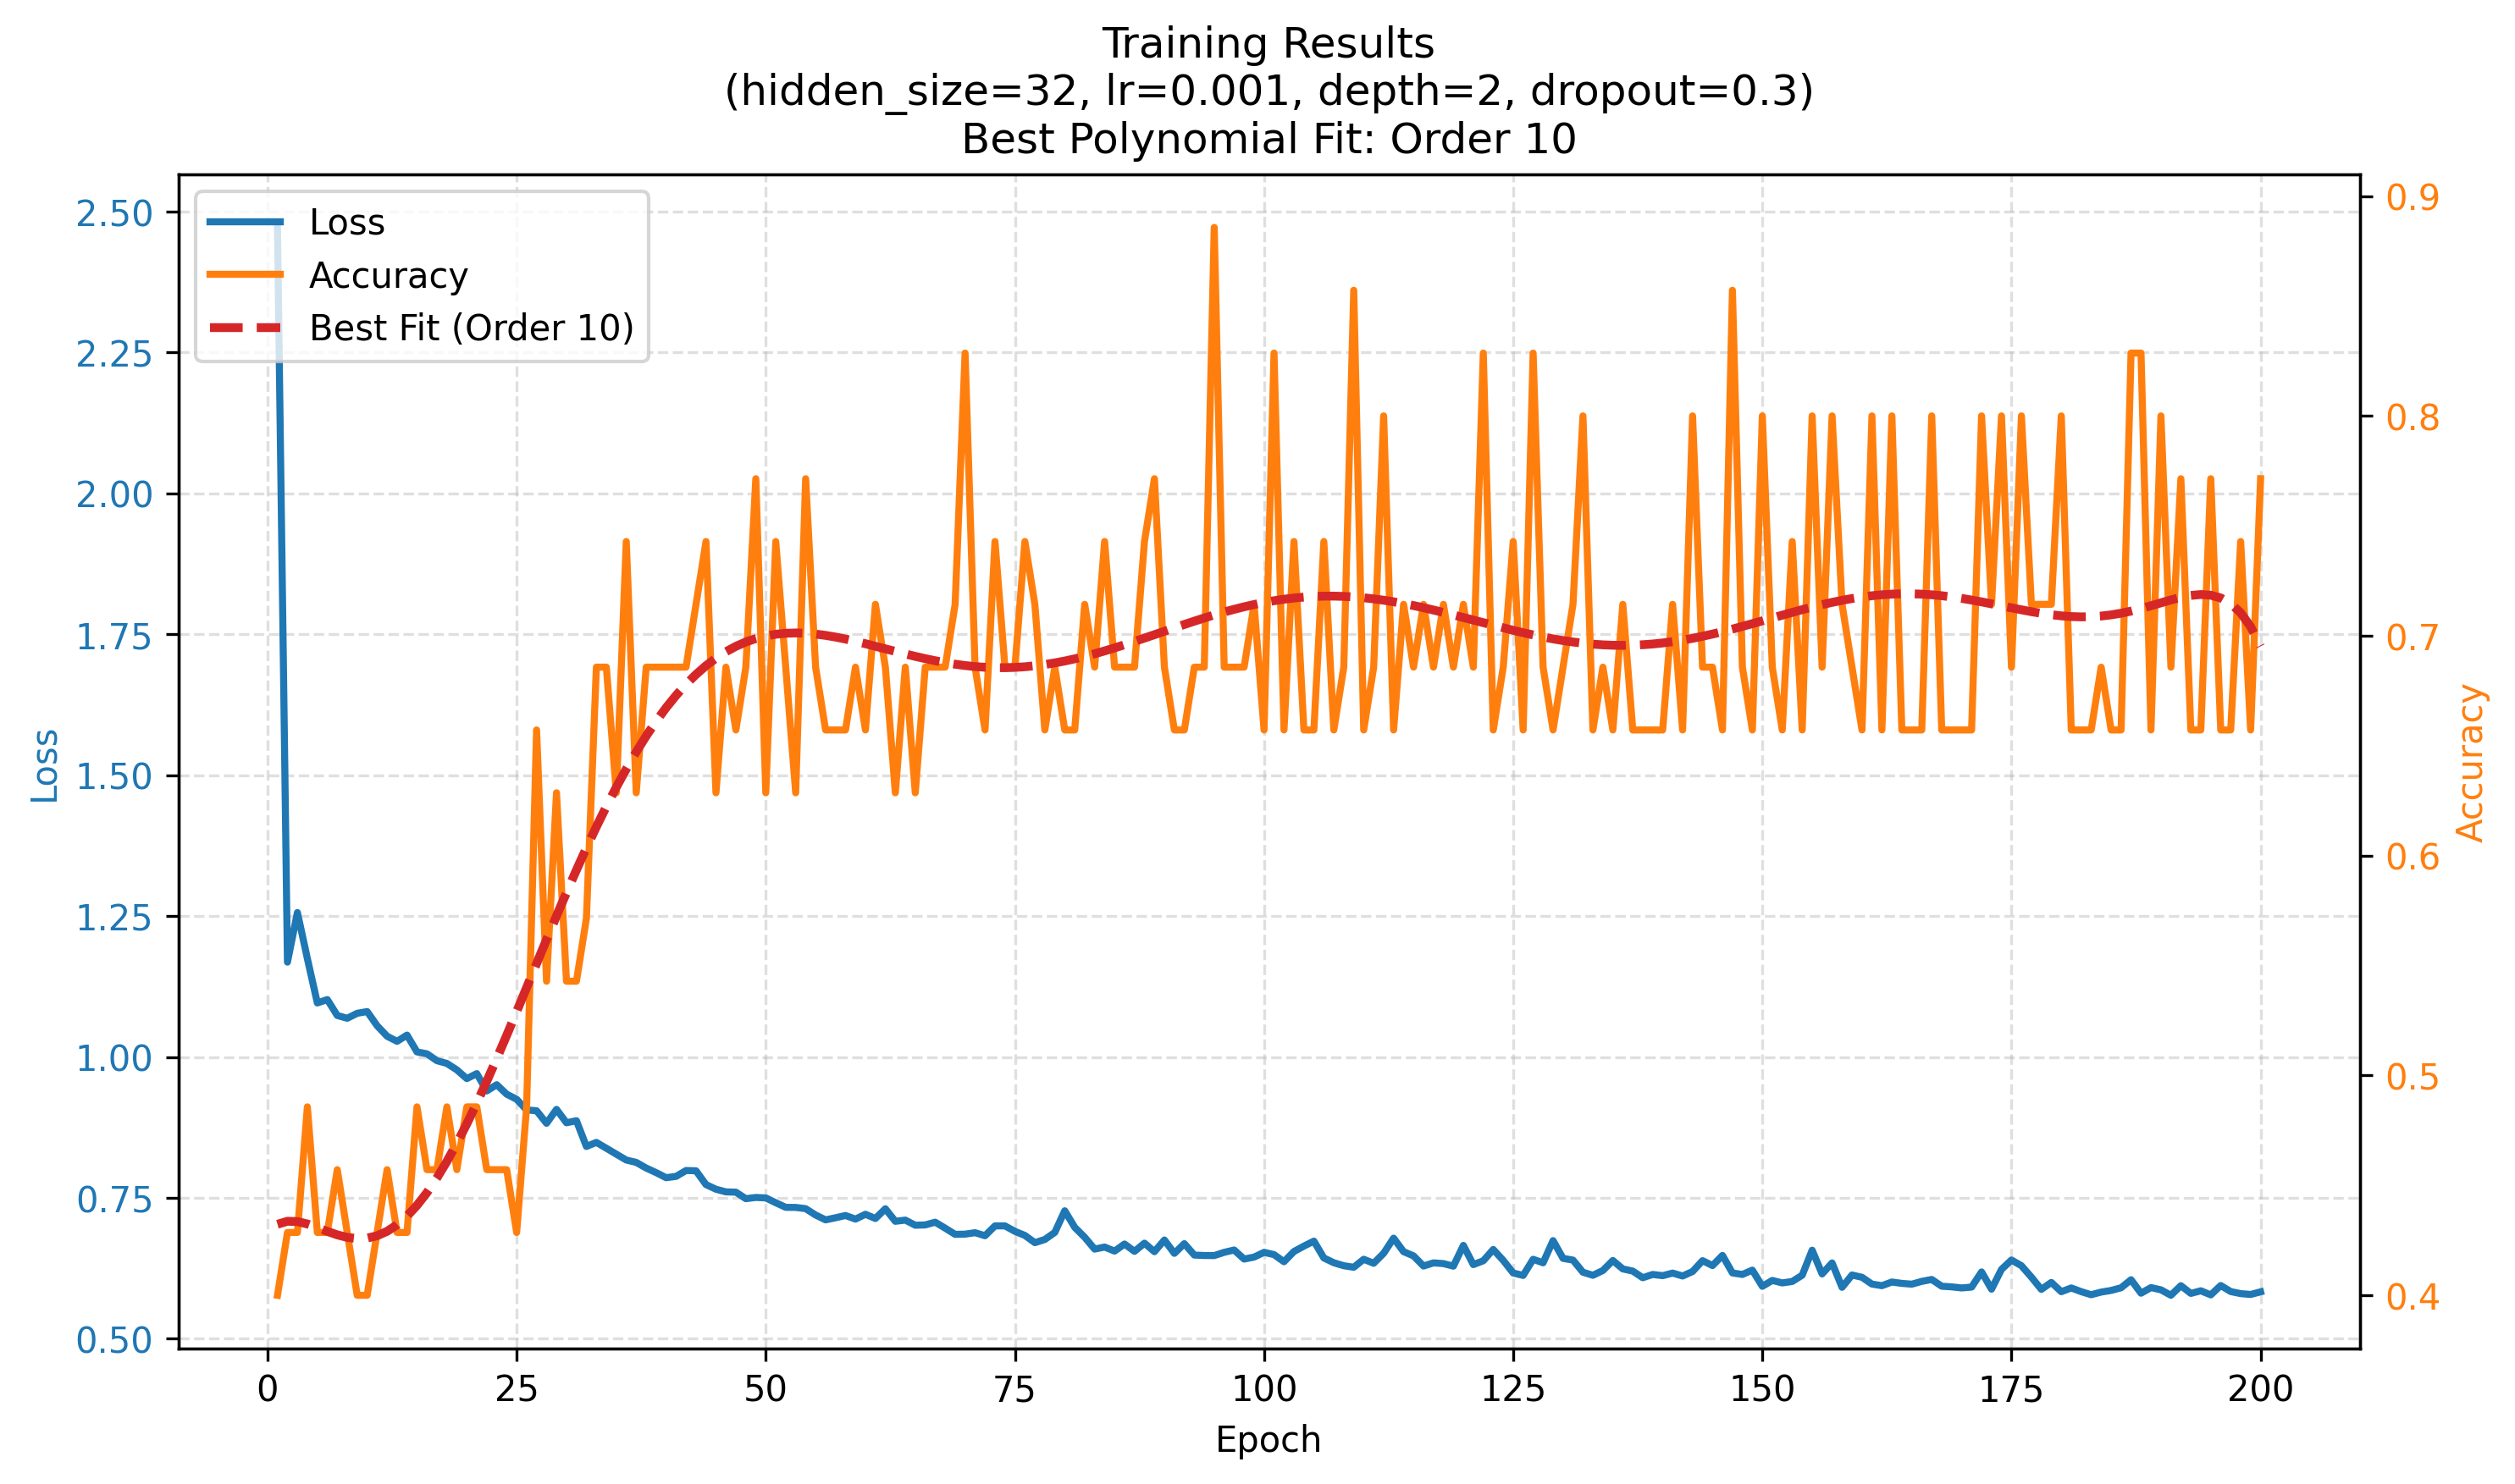 Training Results
(hidden_size=32, lr=0.001, depth=2, dropout=0.3)
Best Polynomial Fit: Order 10
Loss
Accuracy
Best Fit (Order 10)
2.50
2.25
2.00
1.75
1.50
1.25
1.00
0.75
0.50
Loss
0.9
0.8
0.7
0.6
0.5
0.4
Accuracy
0 25 50 75 100 125 150 175 200
Epoch